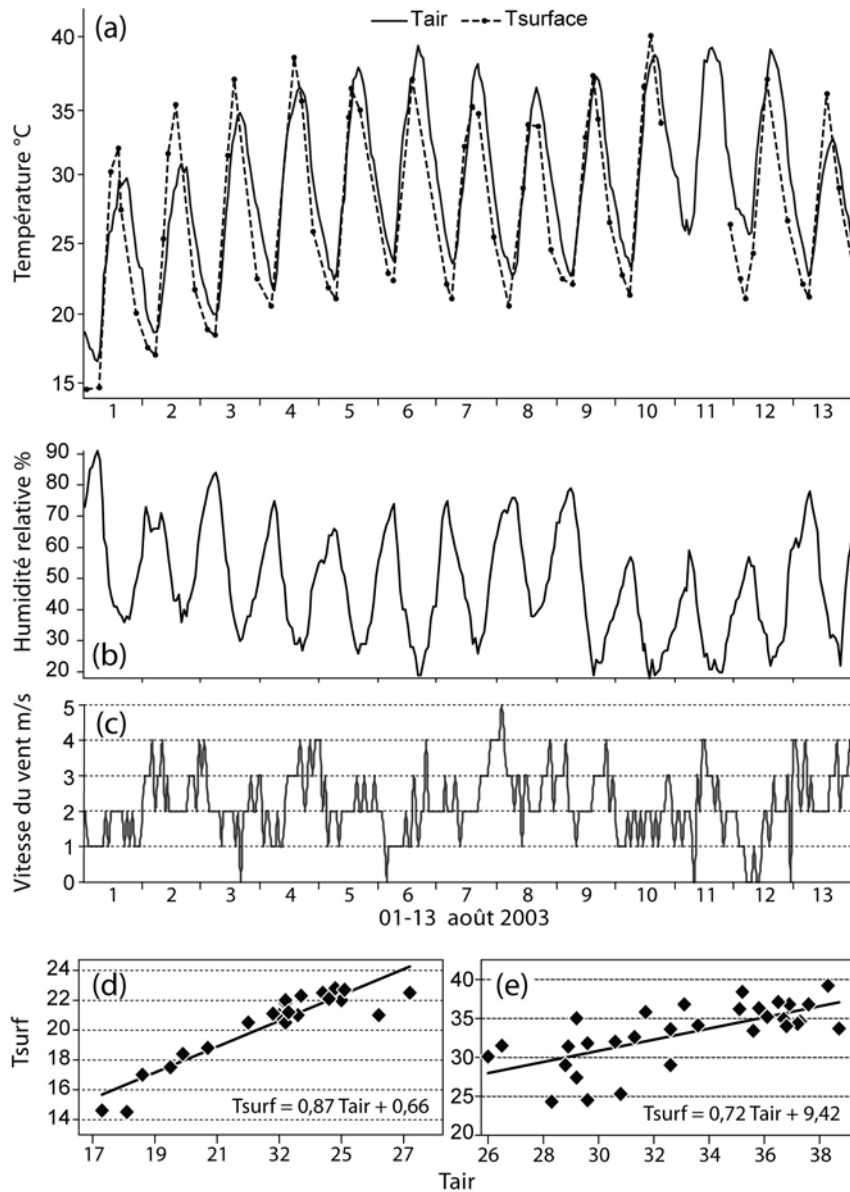 (a)
Tair Tsurface
Température °C
40
35
30
25
20
15
1 2 3 4 5 6 7 8 9 10 11 12 13
Humidité relative %
90
80
70
60
50
40
30
20
(b)
Vitesse du vent m/s
(c)
5
4
3
2
1
0
1 2 3 32 4 5 6 7 8 9 10 11 12 13
01-13 août 2003
Tsurf
(d)
24
22
20
18
16
14
Tsurf = 0,87 Tair + 0,66
17 19 21 32 25 27
(e)
40
35
30
25
20
Tsurf = 0,72 Tair + 9,42
26 28 30 32 34 36 38
Tair